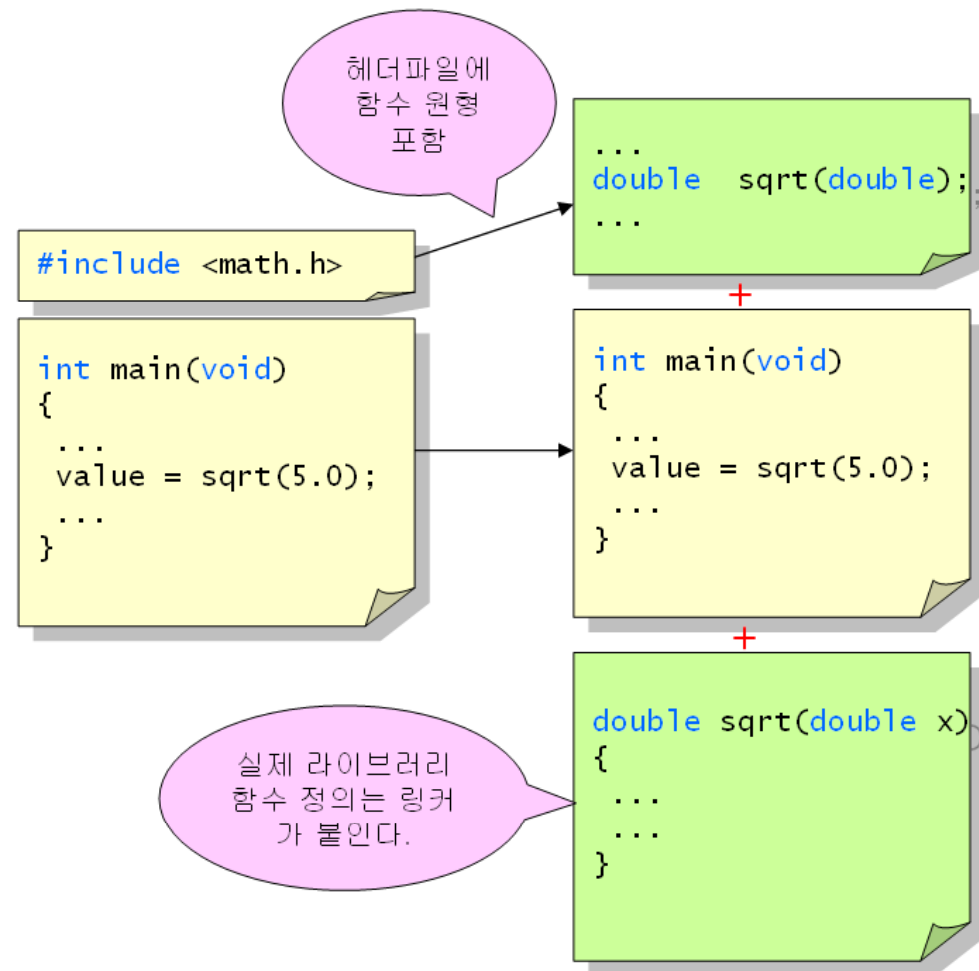 헤더파일에
함수 원형
포함
#include <math.h>
int main(void)
{
...
value = sqrt(5.0);
...
}
...
double sqrt(double);
...
+
int main(void)
{
...
value = sqrt(5.0);
...
}
+
실제 라이브러리
함수 정의는 링커
가 붙인다.
double sqrt(double x)
{
...
...
}